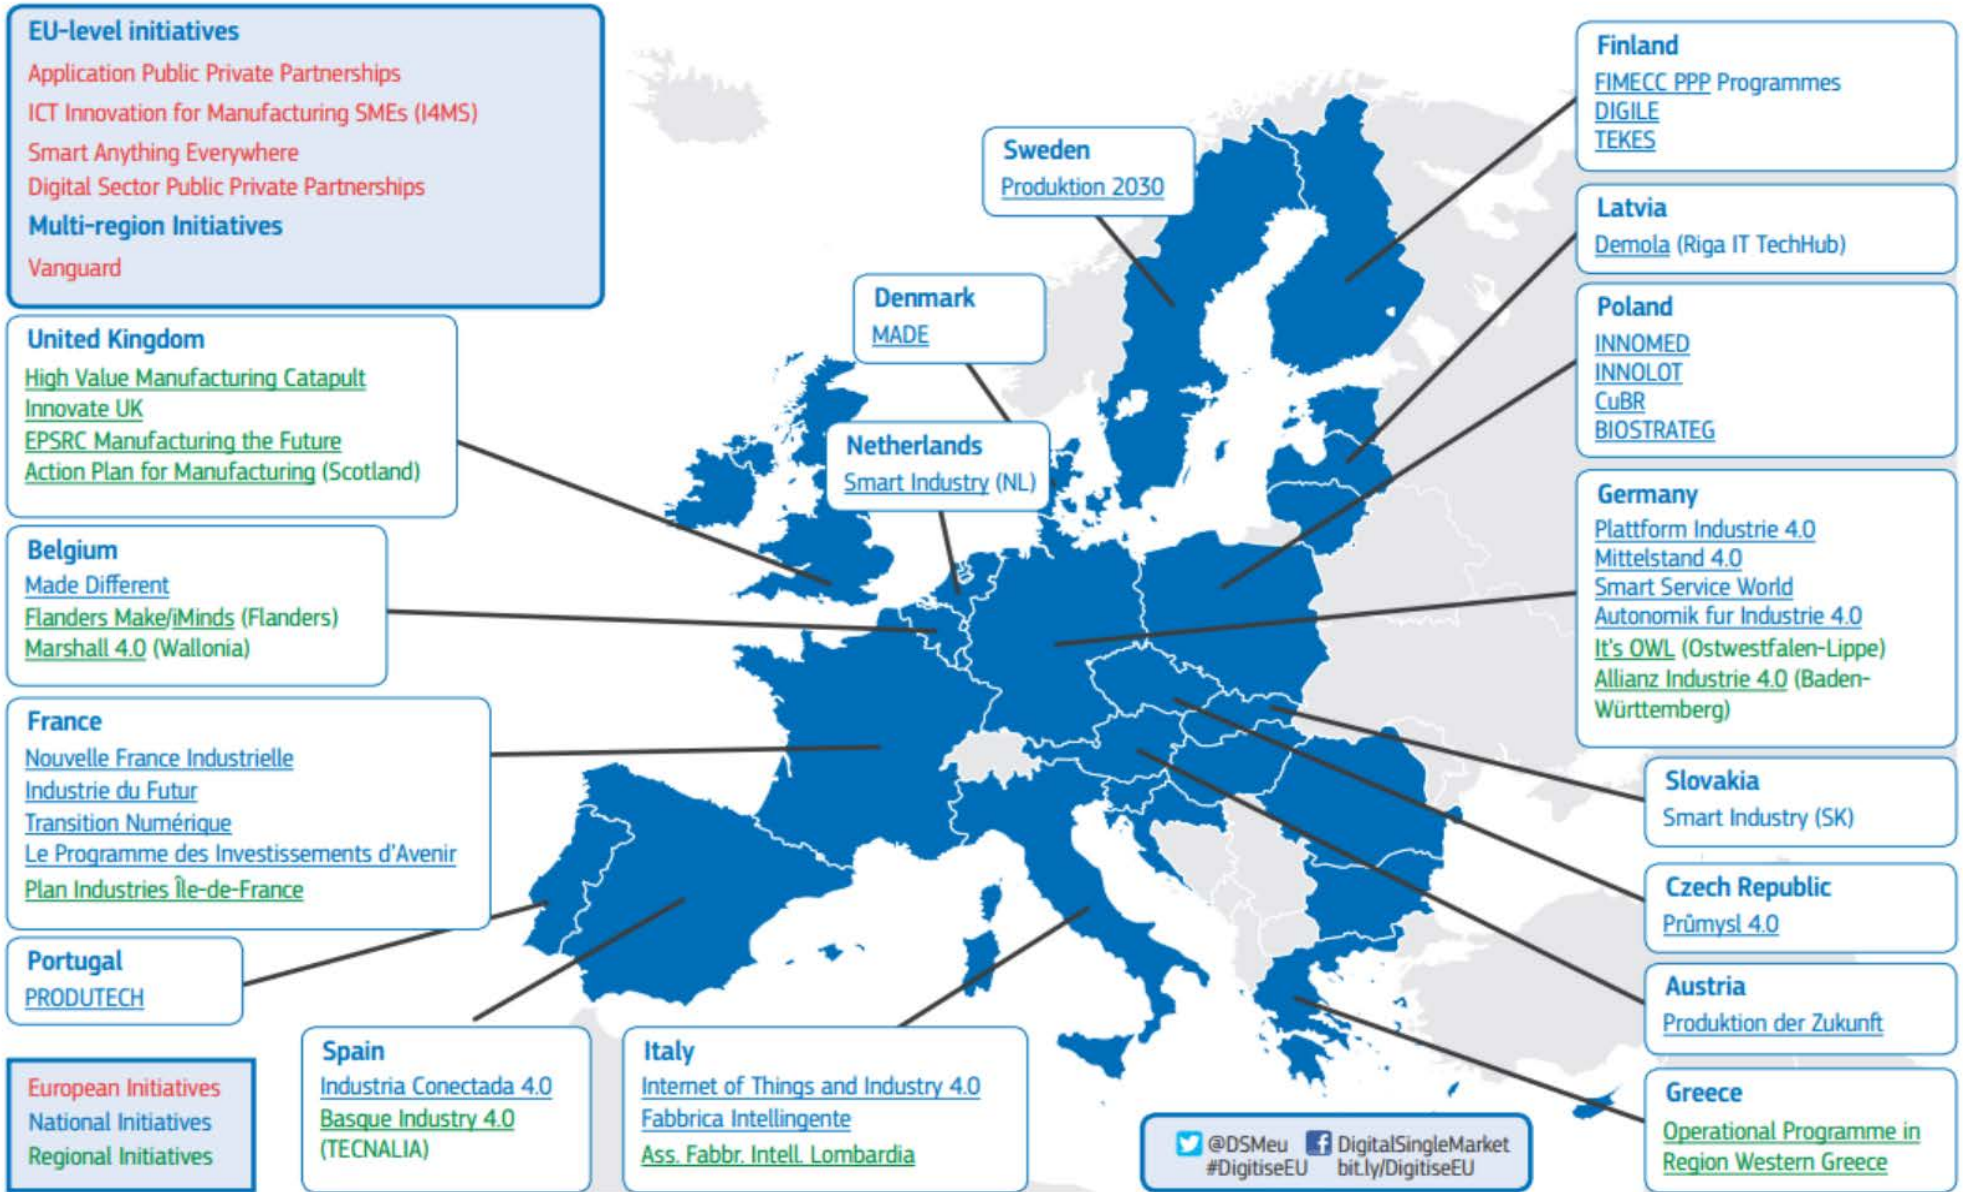 EU-level initiatives
Application Public Private Partnerships
ICT Innovation for Manufacturing SMEs (I4MS)
Smart Anything Everywhere
Digital Sector Public Private Partnerships
Multi-region Initiatives
Vanguard
United Kingdom
High Value Manufacturing Catapult
Innovate UK
EPSRC Manufacturing the Future
Action Plan for Manufacturing (Scotland)
Belgium
Made Different
Flanders Make/iMinds (Flanders)
Marshall 4.0 (Wallonia)
France
Nouvelle France Industrielle
Industrie du Futur
Transition Numérique
Le Programme des Investissements d'Avenir
Plan Industries Île-de-France
Portugal
PRODUTECH
European Initiatives
National Initiatives
Regional Initiatives
Spain
Industria Conectada 4.0
Basque Industry 4.0
(TECNALIA)
Italy
Internet of Things and Industry 4.0
Fabbrica Intellingente
Ass. Fabbr. Intell. Lombardia
Sweden
Produktion 2030
Denmark
MADE
Netherlands
Smart Industry (NL)
Finland
FIMECC PPP Programmes
DIGILE
TEKES
Latvia
Demola (Riga IT TechHub)
Poland
INNOMED
INNOLOT
CuBR
BIOSTRATEG
Germany
Plattform Industrie 4.0
Mittelstand 4.0
Smart Service World
Autonomik fur Industrie 4.0
It's OWL (Ostwestfalen-Lippe)
Allianz Industrie 4.0 (Baden-
Württemberg)
Slovakia
Smart Industry (SK)
Czech Republic
Průmysl 4.0
Austria
Produktion der Zukunft
Greece
Operational Programme in
Region Western Greece
@DSMeu DigitalSingleMarket
#DigitiseEU bit.ly/DigitiseEU